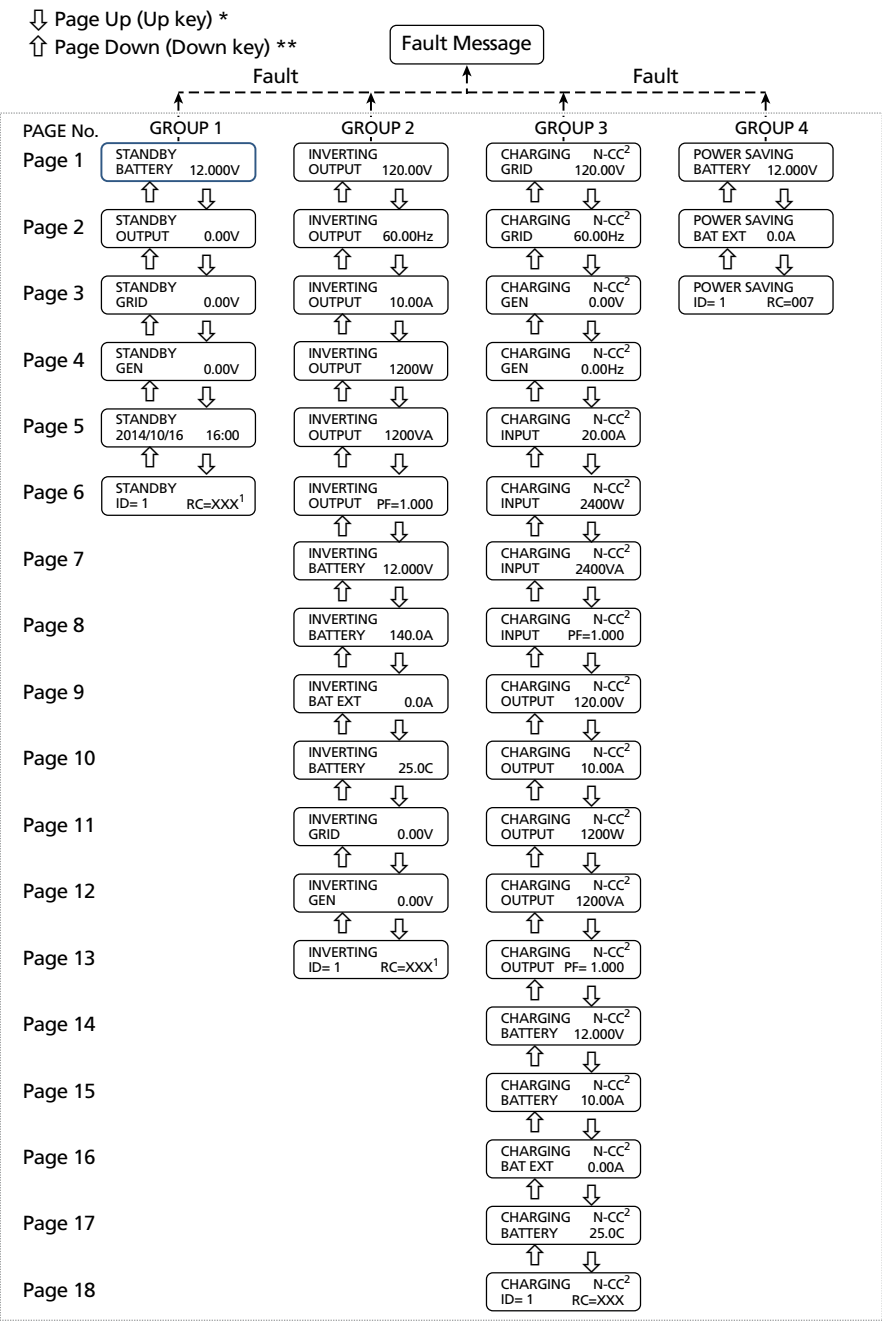 ⇩ Page Up (Up key) *
⇧ Page Down (Down key) **
Fault Message
Fault Fault
PAGE No. GROUP 1 GROUP 2 GROUP 3 GROUP 4
Page 1
STANDBY
BATTERY 12.000V
INVERTING
OUTPUT 120.00V
CHARGING N-CC²
GRID 120.00V
POWER SAVING
BATTERY 12.000V
Page 2
STANDBY
OUTPUT 0.00V
INVERTING
OUTPUT 60.00Hz
CHARGING N-CC²
GRID 60.00Hz
POWER SAVING
BAT EXT 0.0A
Page 3
STANDBY
GRID 0.00V
INVERTING
OUTPUT 10.00A
CHARGING N-CC²
GEN 0.00V
POWER SAVING
ID= 1 RC=007
Page 4
STANDBY
GEN 0.00V
INVERTING
OUTPUT 1200W
CHARGING N-CC²
GEN 0.00Hz
Page 5
STANDBY
2014/10/16 16:00
INVERTING
OUTPUT 1200VA
CHARGING N-CC²
INPUT 20.00A
Page 6
STANDBY
ID= 1 RC=XXX¹
INVERTING
OUTPUT PF=1.000
CHARGING N-CC²
INPUT 2400W
Page 7
INVERTING
BATTERY 12.000V
CHARGING N-CC²
INPUT 2400VA
Page 8
INVERTING
BATTERY 140.0A
CHARGING N-CC²
INPUT PF=1.000
Page 9
INVERTING
BAT EXT 0.0A
CHARGING N-CC²
OUTPUT 120.00V
Page 10
INVERTING
BATTERY 25.0C
CHARGING N-CC²
OUTPUT 10.00A
Page 11
INVERTING
GRID 0.00V
CHARGING N-CC²
OUTPUT 1200W
Page 12
INVERTING
GEN 0.00V
CHARGING N-CC²
OUTPUT 1200VA
Page 13
INVERTING
ID= 1 RC=XXX¹
CHARGING N-CC²
OUTPUT PF= 1.000
Page 14
CHARGING N-CC²
BATTERY 12.000V
Page 15
CHARGING N-CC²
BATTERY 10.00A
Page 16
CHARGING N-CC²
BAT EXT 0.00A
Page 17
CHARGING N-CC²
BATTERY 25.0C
Page 18
CHARGING N-CC²
ID= 1 RC=XXX